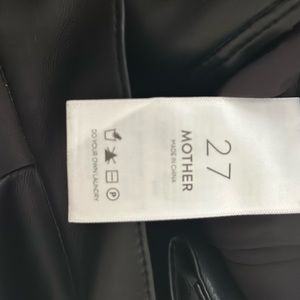 27
MOTHER
MADE IN CHINA
P
DO YOUR OWN LAUNDRY